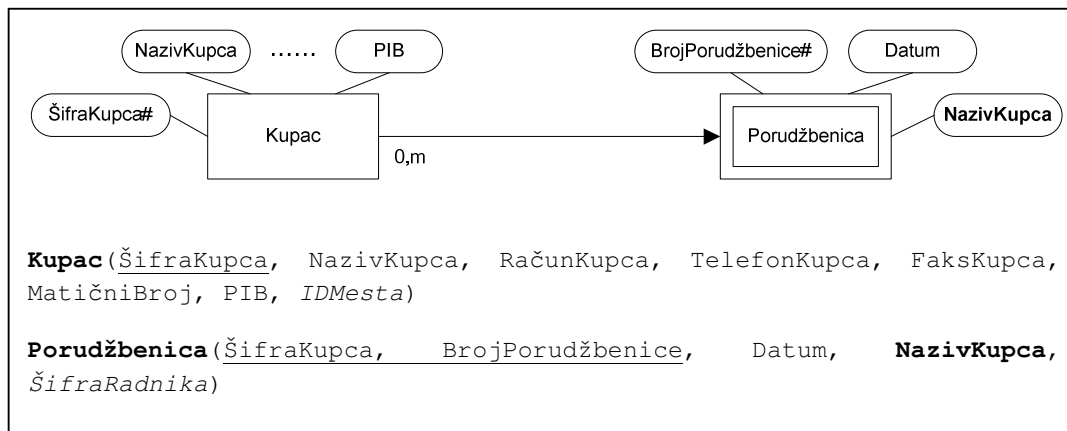 NazivKupca ...... PIB BrojPorudžbenice# Datum
ŠifraKupca# Kupac Porudžbenica NazivKupca
0,m
Kupac(ŠifraKupca, NazivKupca, RačunKupca, TelefonKupca, FaksKupca,
MatičniBroj, PIB, IDMesta)
Porudžbenica(ŠifraKupca, BrojPorudžbenice, Datum, NazivKupca,
ŠifraRadnika)